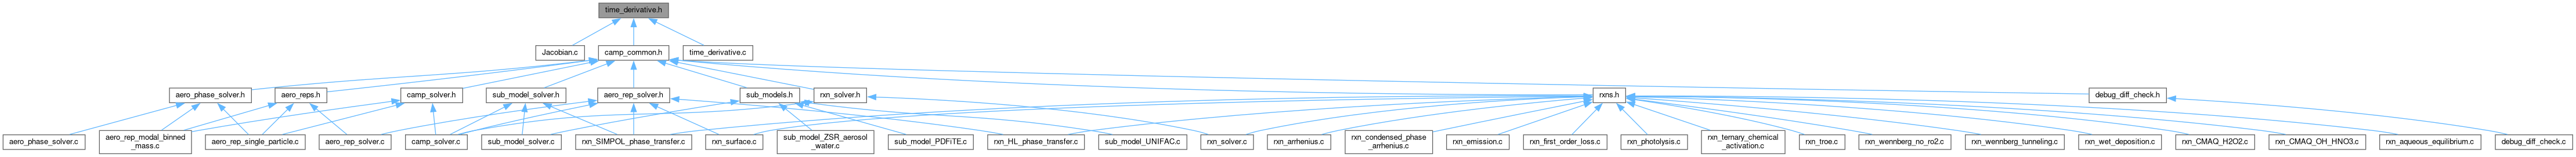 time_derivative.h
Jacobian.c
camp_common.h
time_derivative.c
aero_phase_solver.h
aero_reps.h
camp_solver.h
sub_model_solver.h
aero_rep_solver.h
sub_models.h
rxn_solver.h
rxns.h
debug_diff_check.h
aero_phase_solver.c
aero_rep_modal_binned
_mass.c
aero_rep_single_particle.c
aero_rep_solver.c
camp_solver.c
sub_model_solver.c
rxn_SIMPOL_phase_transfer.c
rxn_surface.c
sub_model_ZSR_aerosol
_water.c
sub_model_PDFiTE.c
rxn_HL_phase_transfer.c
sub_model_UNIFAC.c
rxn_solver.c
rxn_arrhenius.c
rxn_condensed_phase
_arrhenius.c
rxn_emission.c
rxn_first_order_loss.c
rxn_photolysis.c
rxn_ternary_chemical
_activation.c
rxn_troe.c
rxn_wennberg_no_ro2.c
rxn_wennberg_tunneling.c
rxn_wet_deposition.c
rxn_CMAQ_H2O2.c
rxn_CMAQ_OH_HNO3.c
rxn_aqueous_equilibrium.c
debug_diff_check.c